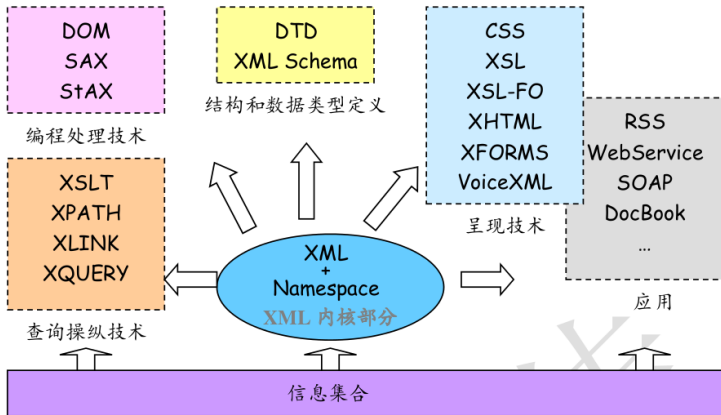 DOM
SAX
StAX
编程处理技术
DTD
XML Schema
结构和数据类型定义
CSS
XSL
XSL-FO
XHTML
XFORMS
VoiceXML
呈现技术
RSS
WebService
SOAP
DocBook
...
应用
XSLT
XPATH
XLINK
XQUERY
查询操纵技术
XML
+
Namespace
XML 内核部分
信息集合